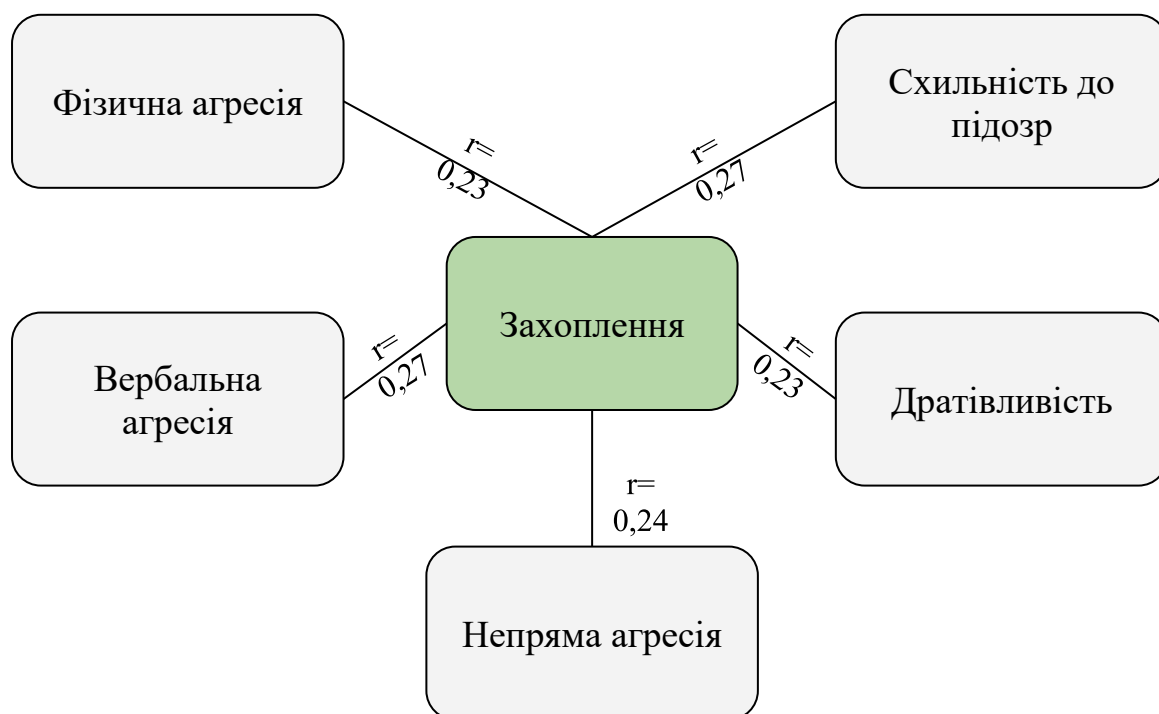 Фізична агресія
Схильність до
підозр
r=
0,23
r=
0,27
Захоплення
Вербальна
агресія
r=
0,27
r=
0,23
Дратівливість
r=
0,24
Непряма агресія